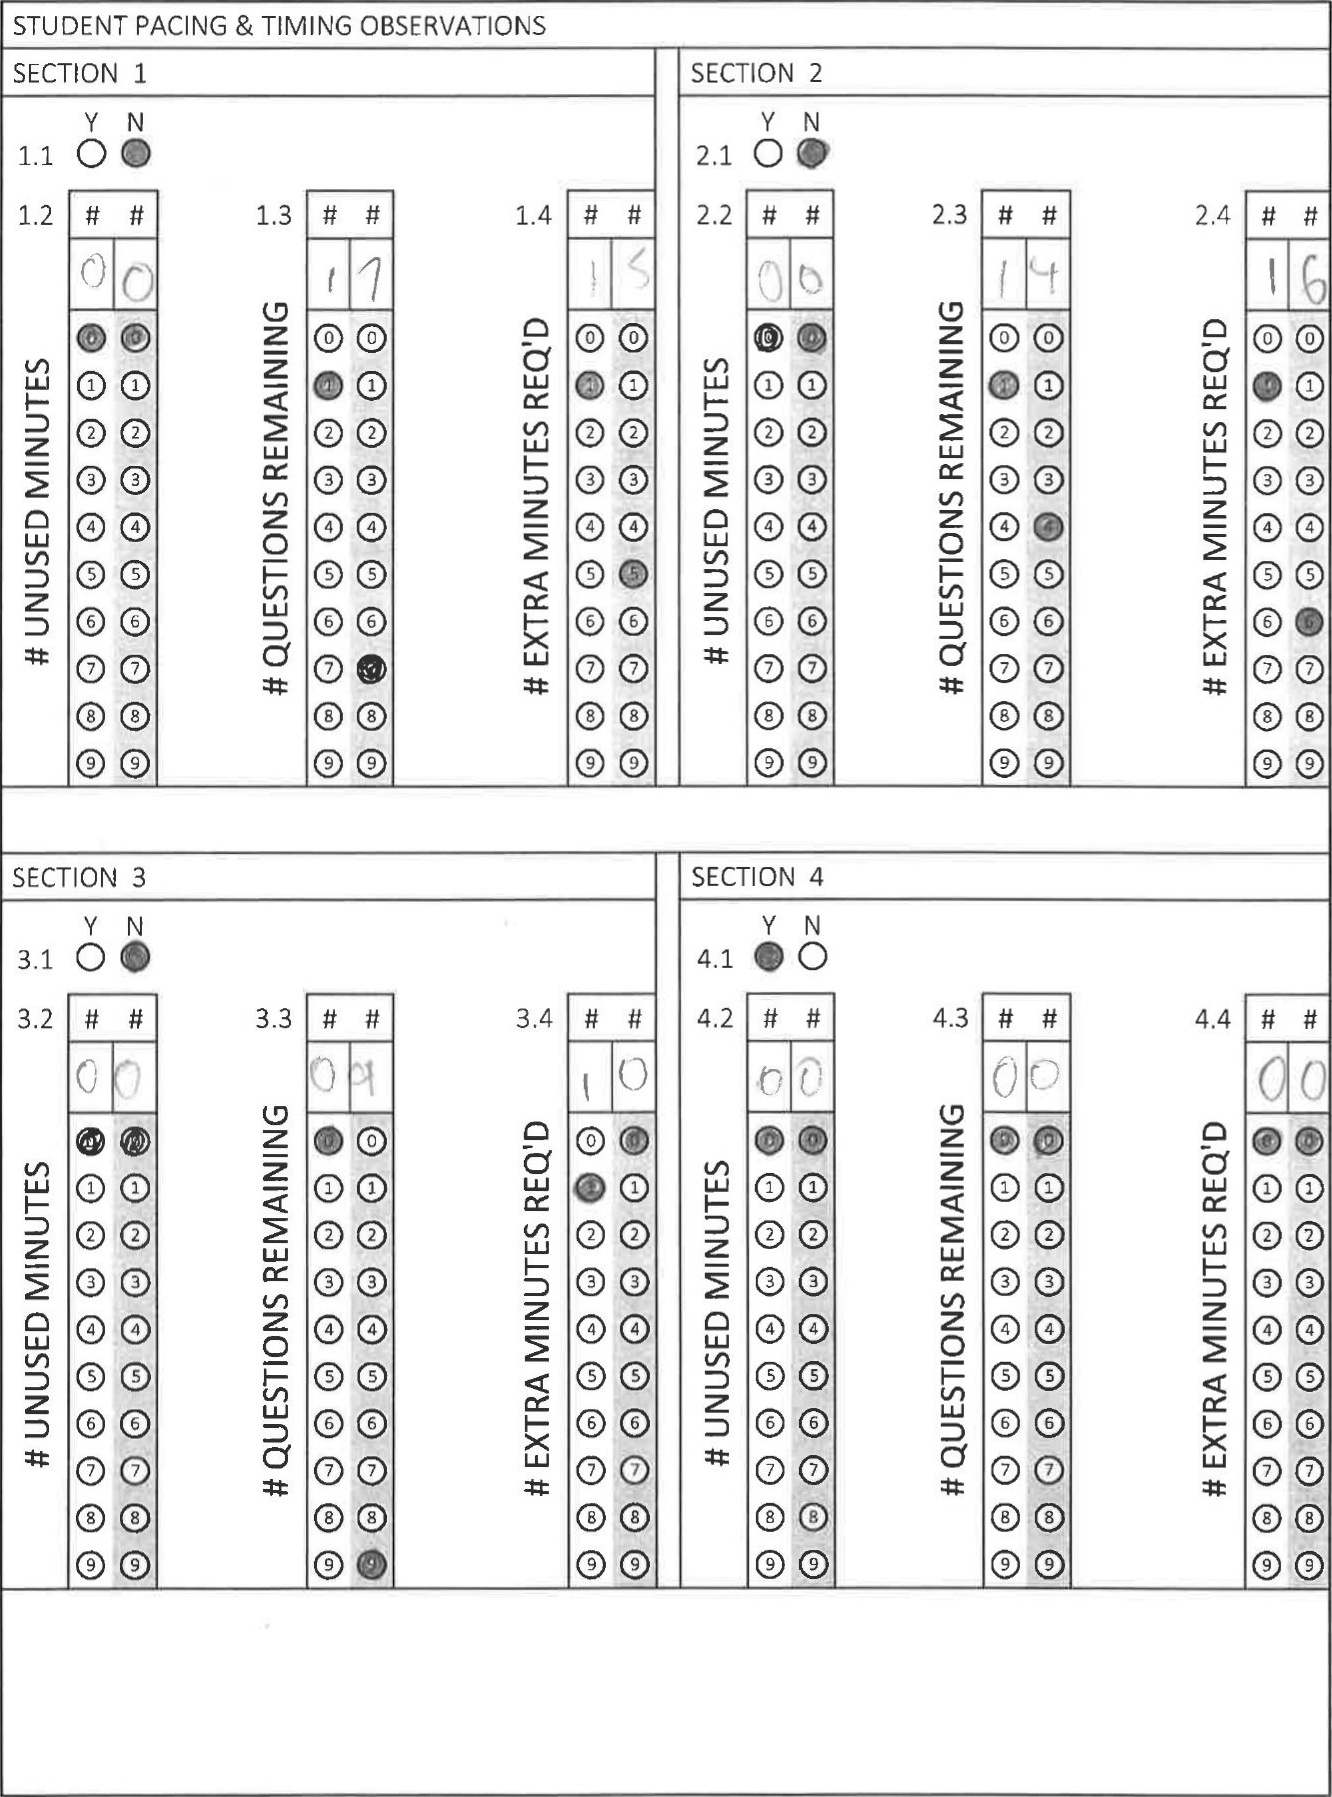 STUDENT PACING & TIMING OBSERVATIONS
SECTION 1
Y N
1.1
1.2 # # 1.3 # # 1.4 # #
0 0 1 7 1 5
# UNUSED MINUTES
# QUESTIONS REMAINING
# EXTRA MINUTES REQ'D
0 0 0 0 0 0
1 1 1 1 1 1
2 2 2 2 2 2
3 3 3 3 3 3
4 4 4 4 4 4
5 5 5 5 5 5
6 6 6 6 6 6
7 7 7 7 7
8 8 8 8 8 8
9 9 9 9 9 9
SECTION 2
Y N
2.1
2.2 # # 2.3 # # 2.4 # #
0 0 1 4 1 6
# UNUSED MINUTES
# QUESTIONS REMAINING
# EXTRA MINUTES REQ'D
0 0 0 0 0 0
1 1 1 1 1 1
2 2 2 2 2 2
3 3 3 3 3 3
4 4 4 4 4 4
5 5 5 5 5 5
6 6 6 6 6 6
7 7 7 7 7 7
8 8 8 8 8 8
9 9 9 9 9 9
SECTION 3
Y N
3.1
3.2 # # 3.3 # # 3.4 # #
0 0 0 9 1 0
# UNUSED MINUTES
# QUESTIONS REMAINING
# EXTRA MINUTES REQ'D
0 0 0 0 0 0
1 1 1 1 1 1
2 2 2 2 2 2
3 3 3 3 3 3
4 4 4 4 4 4
5 5 5 5 5 5
6 6 6 6 6 6
7 7 7 7 7 7
8 8 8 8 8 8
9 9 9 9 9 9
SECTION 4
Y N
4.1
4.2 # # 4.3 # # 4.4 # #
0 0 0 0 0 0
# UNUSED MINUTES
# QUESTIONS REMAINING
# EXTRA MINUTES REQ'D
0 0 0 0 0 0
1 1 1 1 1 1
2 2 2 2 2 2
3 3 3 3 3 3
4 4 4 4 4 4
5 5 5 5 5 5
6 6 6 6 6 6
7 7 7 7 7 7
8 8 8 8 8 8
9 9 9 9 9 9